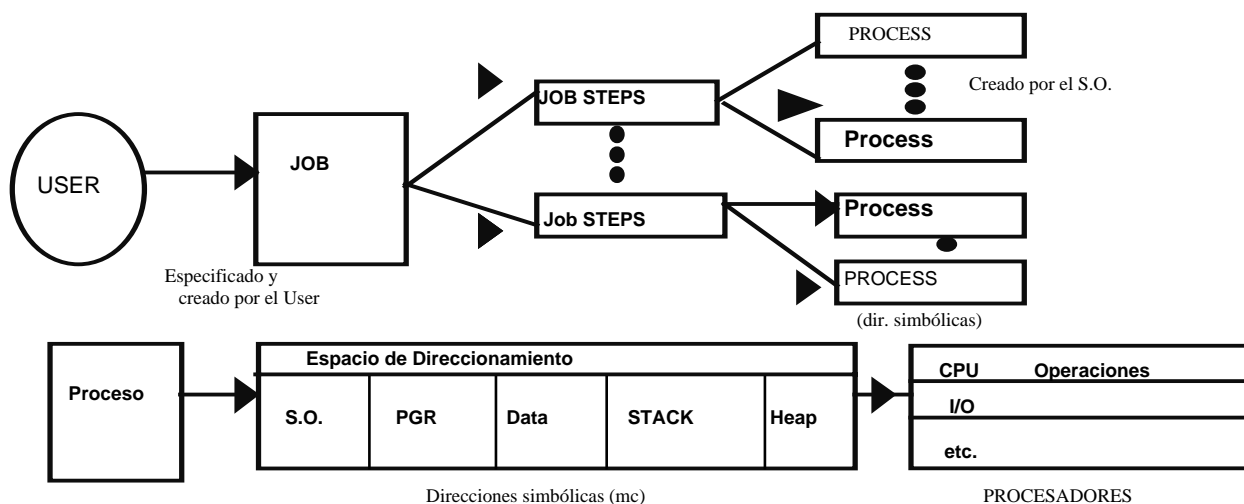 PROCESS
Creado por el S.O.
JOB STEPS
Process
JOB
USER
Process
Job STEPS
Especificado y
creado por el User
PROCESS
(dir. simbólicas)
Espacio de Direccionamiento
CPU Operaciones
Proceso
I/O
S.O. PGR Data STACK Heap
etc.
Direcciones simbólicas (mc)
PROCESADORES